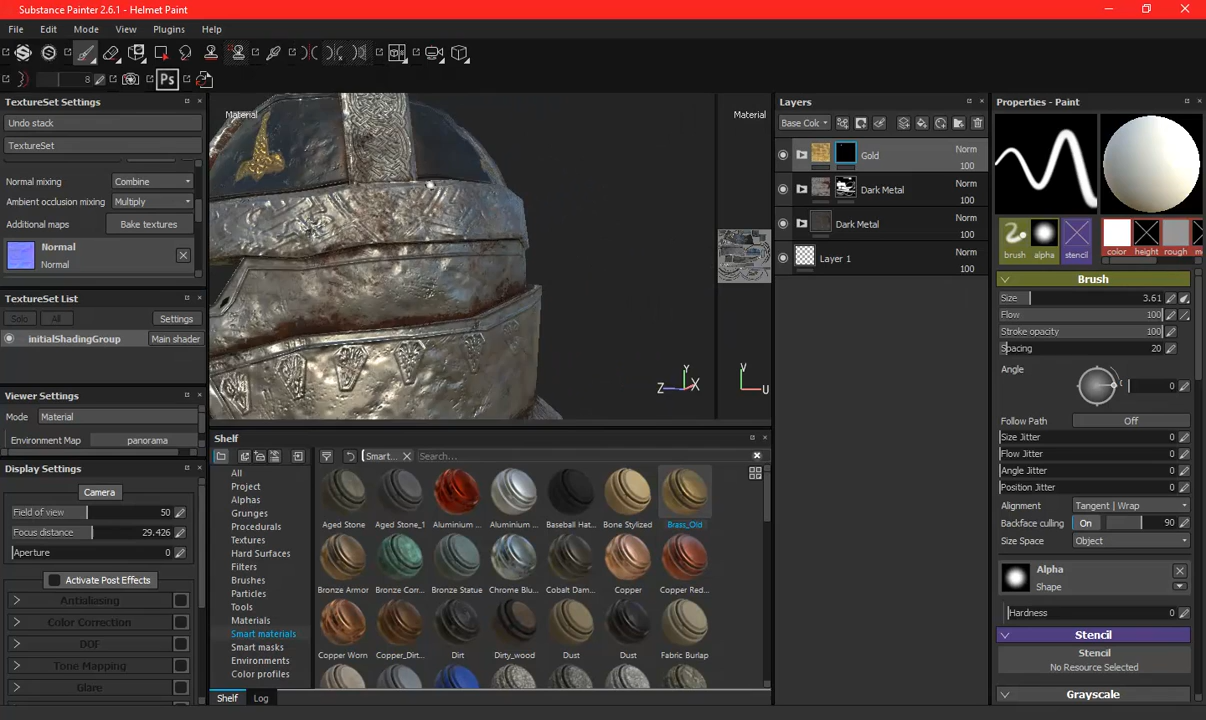 Substance Painter 2.6.1 - Helmet Paint
File Edit Mode View Plugins Help
8
Ps
TextureSet Settings
Undo stack
TextureSet
Normal mixing Combine
Ambient occlusion mixing Multiply
Additional maps Bake textures
Normal
Normal
TextureSet List
Solo All Settings
initialShadingGroup Main shader
Viewer Settings
Mode Material
Environment Map panorama
Display Settings
Camera
Field of view 50
Focus distance 29.426
Aperture 0
Activate Post Effects
Antialiasing
Color Correction
DOF
Tone Mapping
Glare
Material
Material
Y
Z X
V
U
Shelf
Smart... Search...
All
Project
Alphas
Grunges
Procedurals
Textures
Hard Surfaces
Filters
Brushes
Particles
Tools
Materials
Smart materials
Smart masks
Environments
Color profiles
Aged Stone Aged Stone_1 Aluminium ... Aluminium ... Baseball Hat... Bone Stylized Brass_Old
Bronze Armor Bronze Corr... Bronze Statue Chrome Blu... Cobalt Dam... Copper Copper Red...
Copper Worn Copper_Dirt... Dirt Dirty_wood Dust Dust Fabric Burlap
Shelf Log
Layers
Base Col
Gold Norm
100
Dark Metal Norm
100
Dark Metal Norm
100
Layer 1 Norm
100
Properties - Paint
brush alpha stencil color height rough m
Brush
Size 3.61
Flow 100
Stroke opacity 100
Spacing 20
Angle
0
Follow Path Off
Size Jitter 0
Flow Jitter 0
Angle Jitter 0
Position Jitter 0
Alignment Tangent | Wrap
Backface culling On 90
Size Space Object
Alpha
Shape
Hardness 0
Stencil
Stencil
No Resource Selected
Grayscale